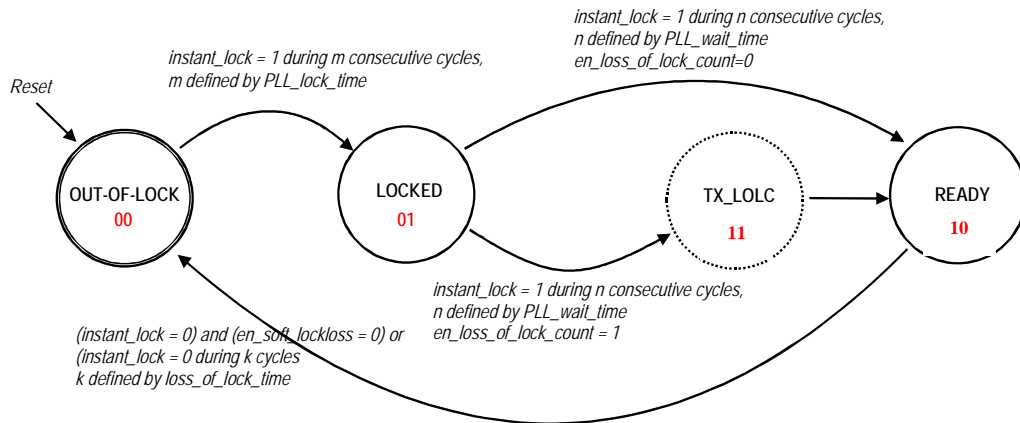 instant_lock = 1 during n consecutive cycles,
n defined by PLL_wait_time
en_loss_of_lock_count=0
instant_lock = 1 during m consecutive cycles,
m defined by PLL_lock_time
Reset
OUT-OF-LOCK
00
LOCKED
01
TX_LOLC
11
READY
10
instant_lock = 1 during n consecutive cycles,
n defined by PLL_wait_time
en_loss_of_lock_count = 1
(instant_lock = 0) and (en_soft_lockloss = 0) or
(instant_lock = 0 during k cycles
k defined by loss_of_lock_time